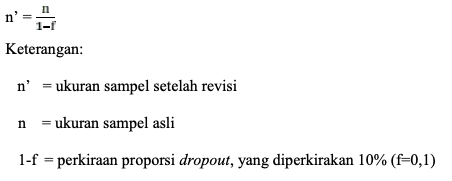 n’ = n/1−f
Keterangan:
n’ = ukuran sampel setelah revisi
n = ukuran sampel asli
1-f = perkiraan proporsi dropout, yang diperkirakan 10% (f=0,1)